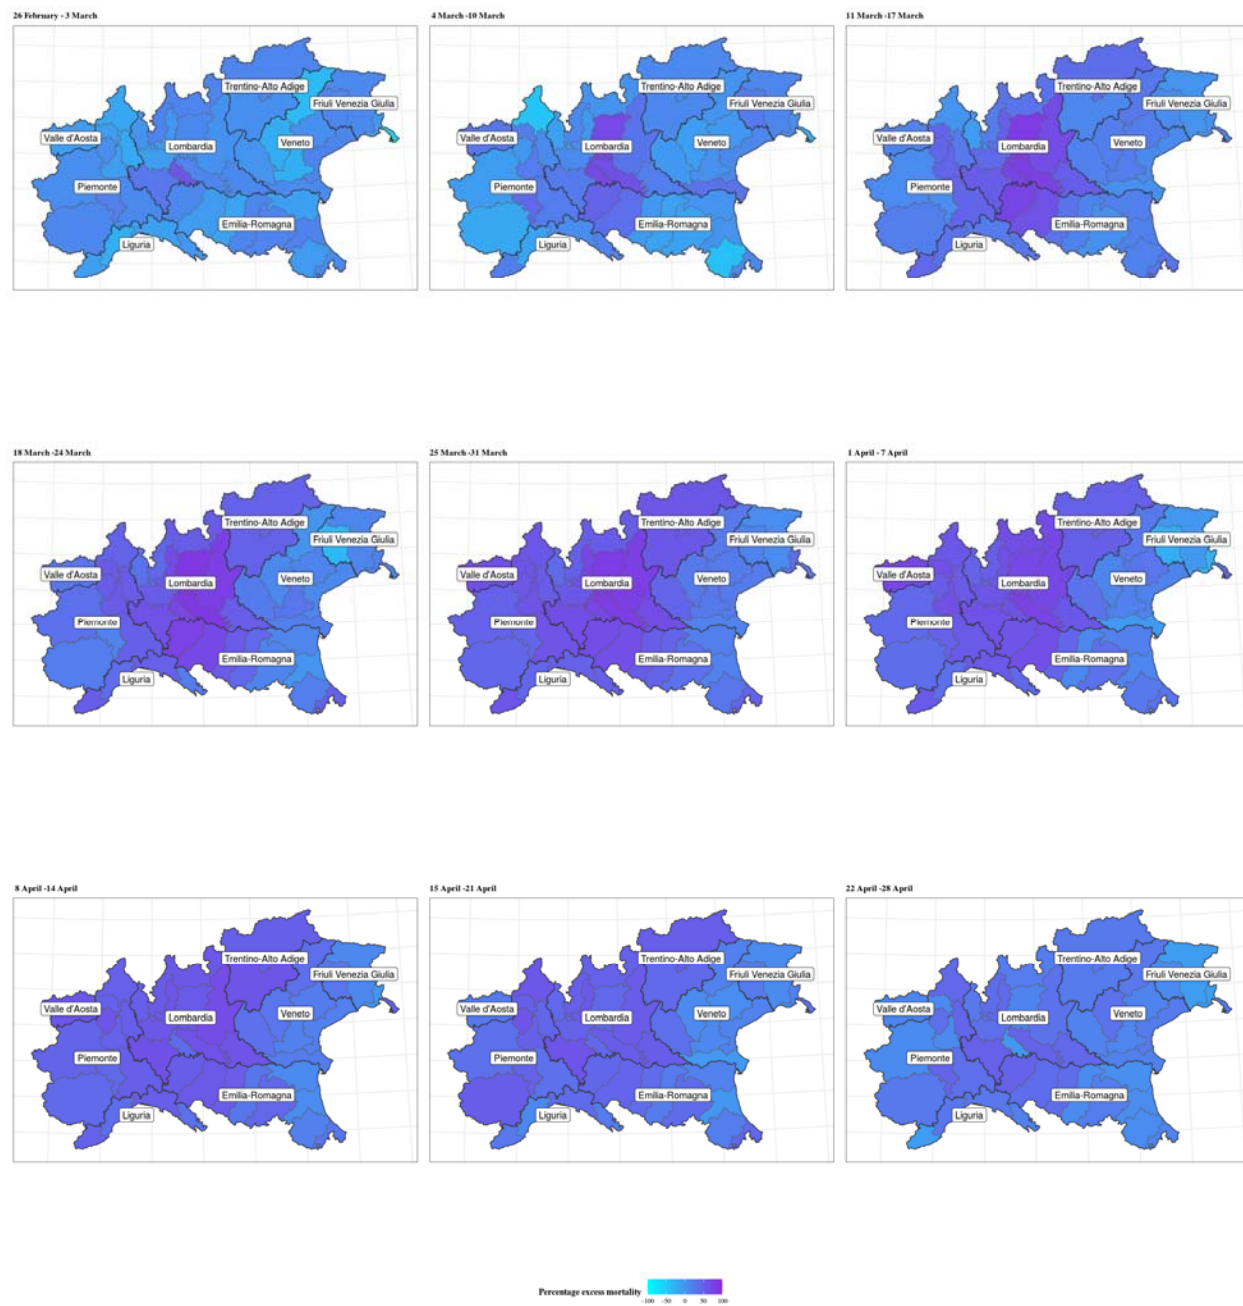 26 February - 3 March
Trentino-Alto Adige
Friuli Venezia Giulia
Valle d'Aosta
Lombardia
Veneto
Piemonte
Emilia-Romagna
Liguria
4 March -10 March
Trentino-Alto Adige
Friuli Venezia Giulia
Valle d'Aosta
Lombardia
Veneto
Piemonte
Emilia-Romagna
Liguria
11 March -17 March
Trentino-Alto Adige
Friuli Venezia Giulia
Valle d'Aosta
Lombardia
Veneto
Piemonte
Emilia-Romagna
Liguria
18 March -24 March
Trentino-Alto Adige
Friuli Venezia Giulia
Valle d'Aosta
Lombardia
Veneto
Piemonte
Emilia-Romagna
Liguria
25 March -31 March
Trentino-Alto Adige
Friuli Venezia Giulia
Valle d'Aosta
Lombardia
Veneto
Piemonte
Emilia-Romagna
Liguria
1 April - 7 April
Trentino-Alto Adige
Friuli Venezia Giulia
Valle d'Aosta
Lombardia
Veneto
Piemonte
Emilia-Romagna
Liguria
8 April -14 April
Trentino-Alto Adige
Friuli Venezia Giulia
Valle d'Aosta
Lombardia
Veneto
Piemonte
Emilia-Romagna
Liguria
15 April -21 April
Trentino-Alto Adige
Friuli Venezia Giulia
Valle d'Aosta
Lombardia
Veneto
Piemonte
Emilia-Romagna
Liguria
22 April -28 April
Trentino-Alto Adige
Friuli Venezia Giulia
Valle d'Aosta
Lombardia
Veneto
Piemonte
Emilia-Romagna
Liguria
Percentage excess mortality
-100 -50 0 50 100